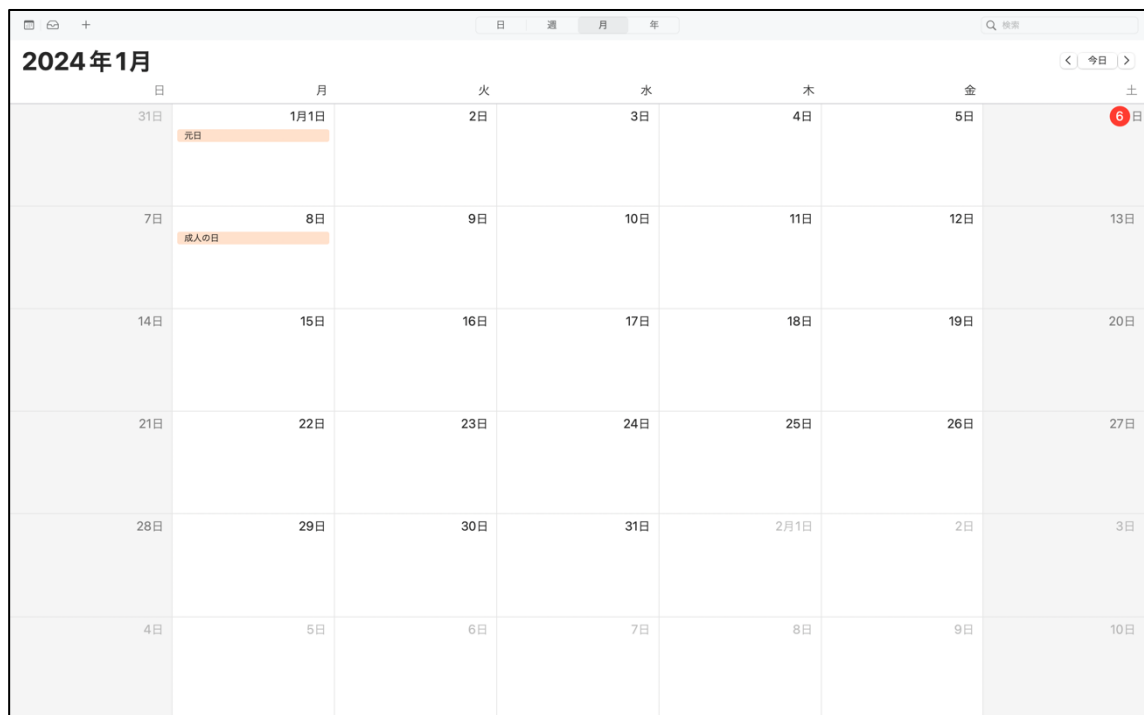 日 週 月 年 検索
2024年1月 今日
日 月 火 水 木 金 土
31日 1月1日 2日 3日 4日 5日 6日
元日
7日 8日 9日 10日 11日 12日 13日
成人の日
14日 15日 16日 17日 18日 19日 20日
21日 22日 23日 24日 25日 26日 27日
28日 29日 30日 31日 2月1日 2日 3日
4日 5日 6日 7日 8日 9日 10日